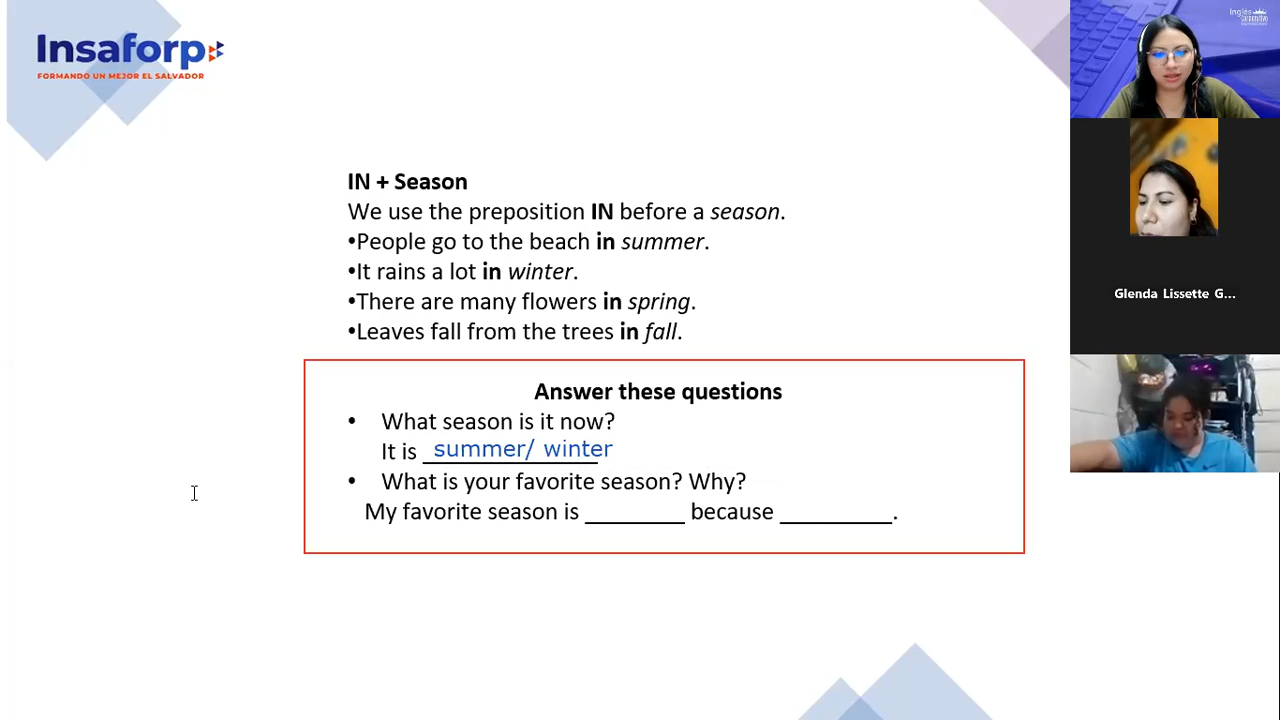 Insaforp
FORMANDO UN MEJOR EL SALVADOR
IN + Season
We use the preposition IN before a season.
•People go to the beach in summer.
•It rains a lot in winter.
•There are many flowers in spring.
•Leaves fall from the trees in fall.
Answer these questions
• What season is it now?
It is summer/ winter
• What is your favorite season? Why?
My favorite season is ________ because _________.
Glenda Lissette G...